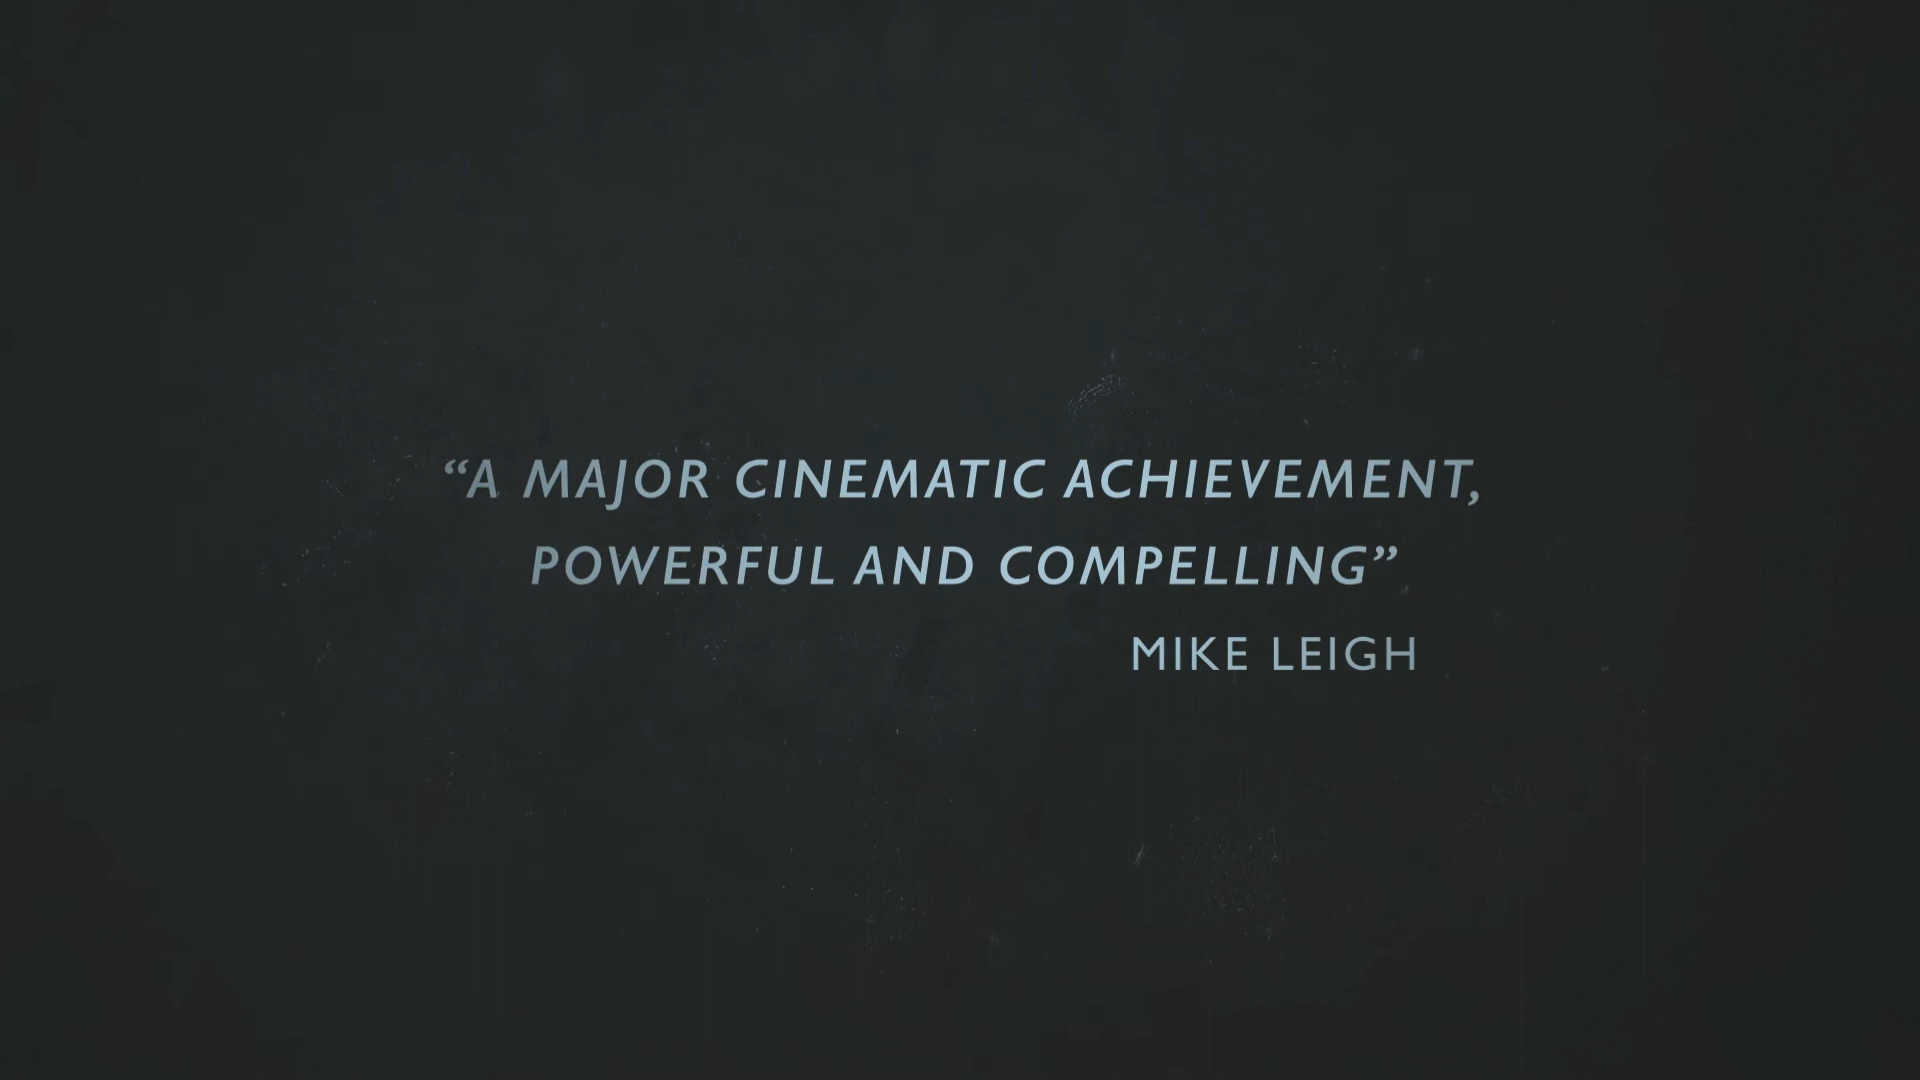 “A MAJOR CINEMATIC ACHIEVEMENT,
POWERFUL AND COMPELLING”
MIKE LEIGH